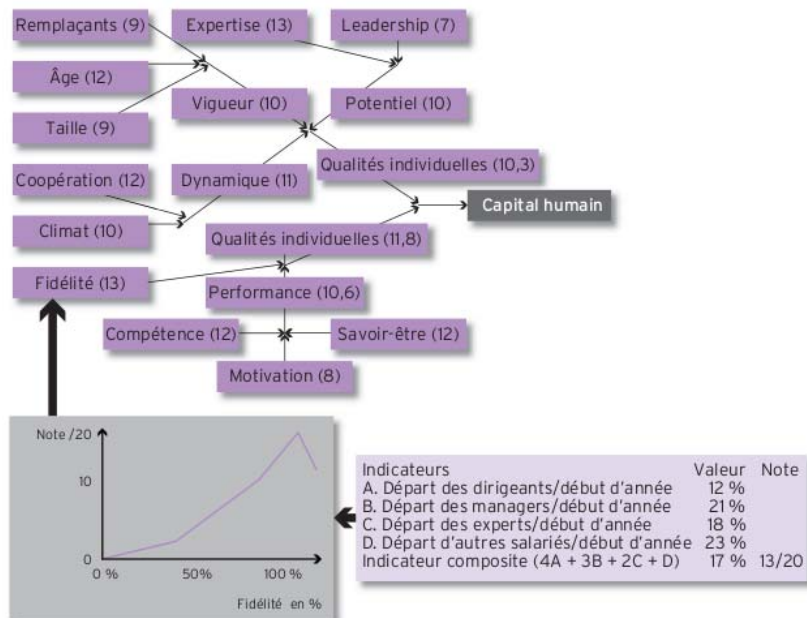 Remplaçants (9)
Expertise (13)
Leadership (7)
Âge (12)
Vigueur (10)
Potentiel (10)
Taille (9)
Qualités individuelles (10,3)
Coopération (12)
Dynamique (11)
Capital humain
Climat (10)
Qualités individuelles (11,8)
Fidélité (13)
Performance (10,6)
Compétence (12)
Savoir-être (12)
Motivation (8)
Note /20
20
10
0
0 %
50%
100 %
Fidélité en %
Indicateurs Valeur Note
A. Départ des dirigeants/début d'année 12 %
B. Départ des managers/début d'année 21 %
C. Départ des experts/début d'année 18 %
D. Départ d'autres salariés/début d'année 23 %
Indicateur composite (4A + 3B + 2C + D) 17 % 13/20